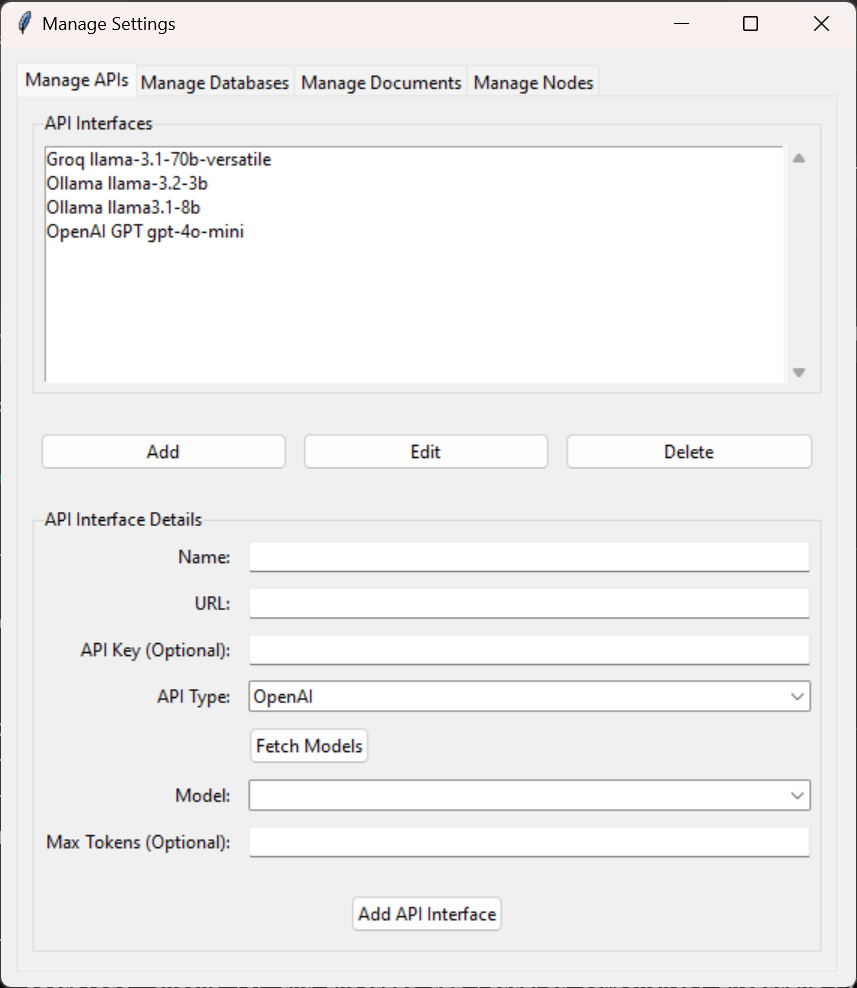 Manage Settings
Manage APIs Manage Databases Manage Documents Manage Nodes
API Interfaces
Groq llama-3.1-70b-versatile
Ollama llama-3.2-3b
Ollama llama3.1-8b
OpenAI GPT gpt-4o-mini
Add Edit Delete
API Interface Details
Name:
URL:
API Key (Optional):
API Type: OpenAI
Fetch Models
Model:
Max Tokens (Optional):
Add API Interface